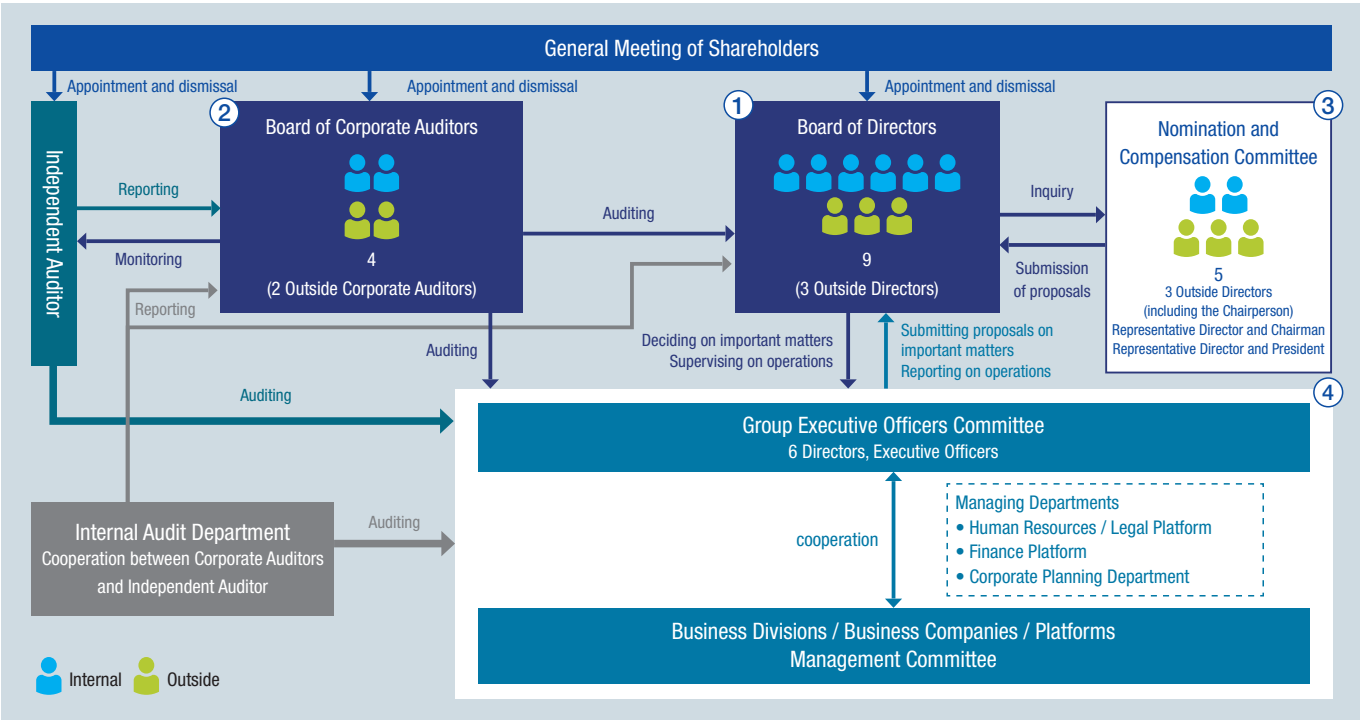 General Meeting of Shareholders
Appointment and dismissal
Appointment and dismissal
Appointment and dismissal
Independent Auditor
2
Board of Corporate Auditors
4
(2 Outside Corporate Auditors)
Reporting
Monitoring
Reporting
Auditing
1
Board of Directors
9
(3 Outside Directors)
Inquiry
Submission
of proposals
3
Nomination and
Compensation Committee
5
3 Outside Directors
(including the Chairperson)
Representative Director and Chairman
Representative Director and President
Auditing
Deciding on important matters
Supervising on operations
Submitting proposals on
important matters
Reporting on operations
Auditing
4
Group Executive Officers Committee
6 Directors, Executive Officers
Internal Audit Department
Cooperation between Corporate Auditors
and Independent Auditor
Auditing
cooperation
Managing Departments
• Human Resources / Legal Platform
• Finance Platform
• Corporate Planning Department
Business Divisions / Business Companies / Platforms
Management Committee
Internal
Outside